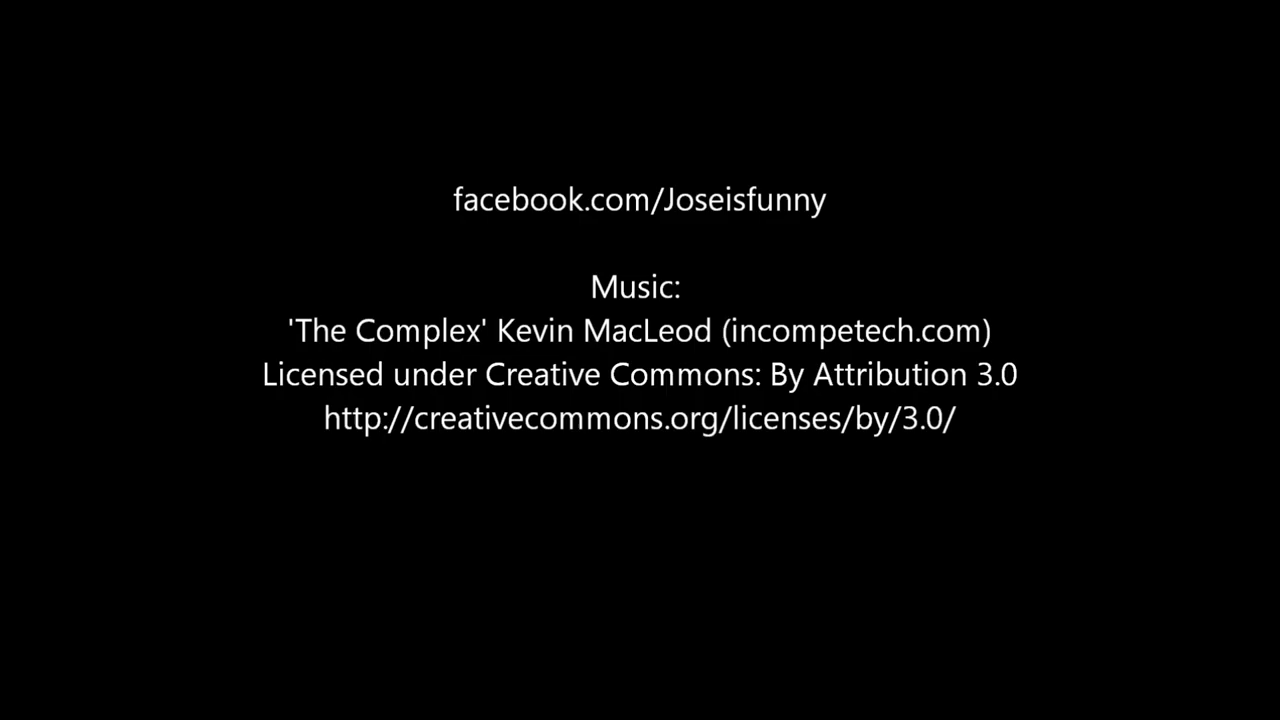 facebook.com/Joseisfunny
Music:
'The Complex' Kevin MacLeod (incompetech.com)
Licensed under Creative Commons: By Attribution 3.0
http://creativecommons.org/licenses/by/3.0/